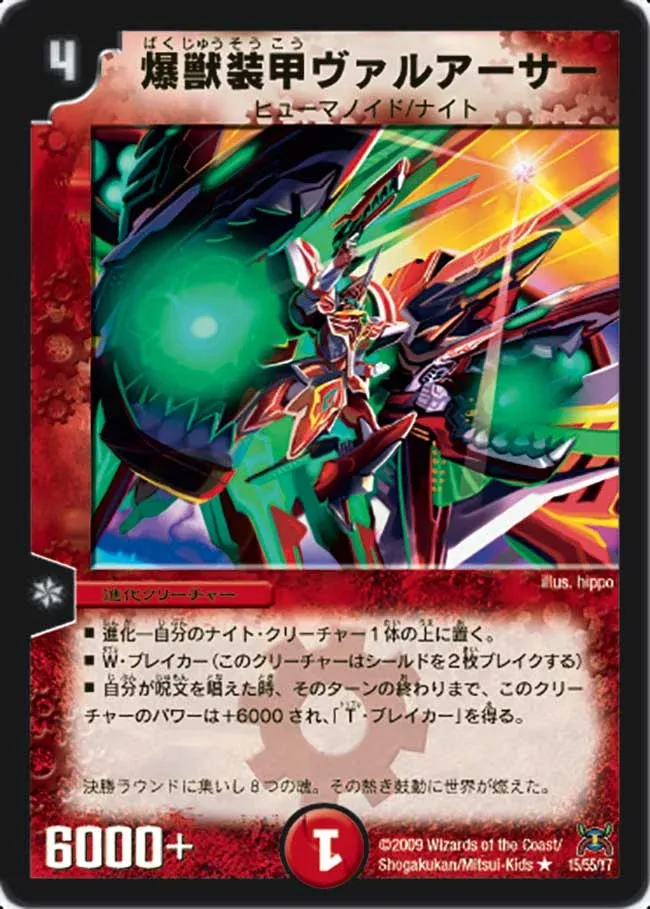 4
ばくじゅうそうこう
爆獣装甲ヴァルアーサー
ヒューマノイド/ナイト
illus. hippo
進化クリーチャー
■ 進化―自分のナイト・クリーチャー1体の上に置く。
■ W・ブレイカー(このクリーチャーはシールドを2枚ブレイクする)
■ 自分が呪文を唱えた時、そのターンの終わりまで、このクリー
チャーのパワーは+6000され、「T・ブレイカー」を得る。
決勝ラウンドに集いし8つの魂。その熱き鼓動に世界が燃えた。
6000+
1
©2009 Wizards of the Coast/
Shogakukan/Mitsui-Kids ★ 15/55/Y7